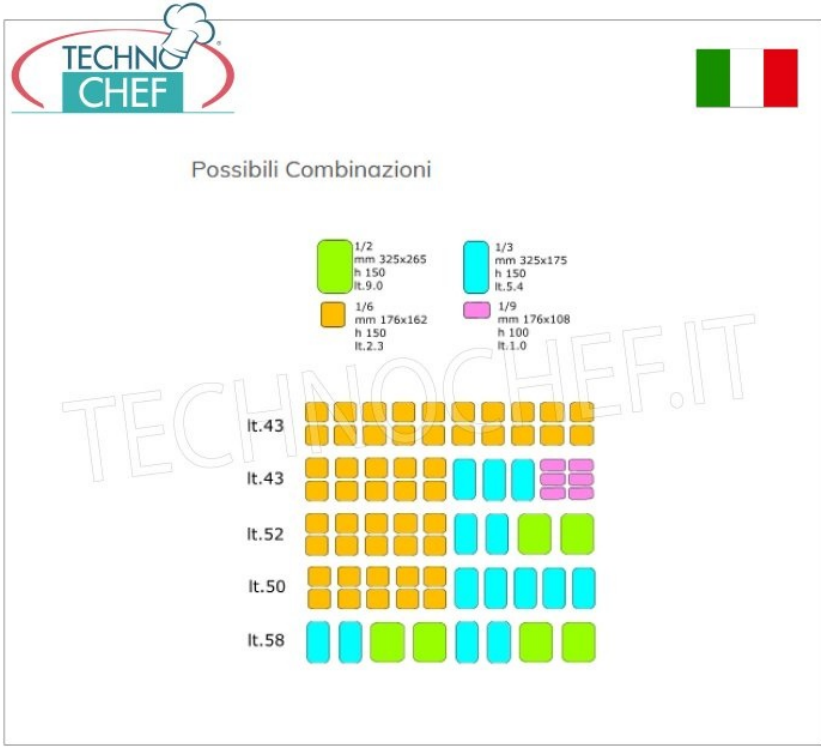 TECHNO
CHEF
®
Possibili Combinazioni
1/2
mm 325x265
h 150
lt.9.0
1/3
mm 325x175
h 150
lt.5.4
1/6
mm 176x162
h 150
lt.2.3
1/9
mm 176x108
h 100
lt.1.0
TECHNOCHEF.IT
lt.43
lt.43
lt.52
lt.50
lt.58